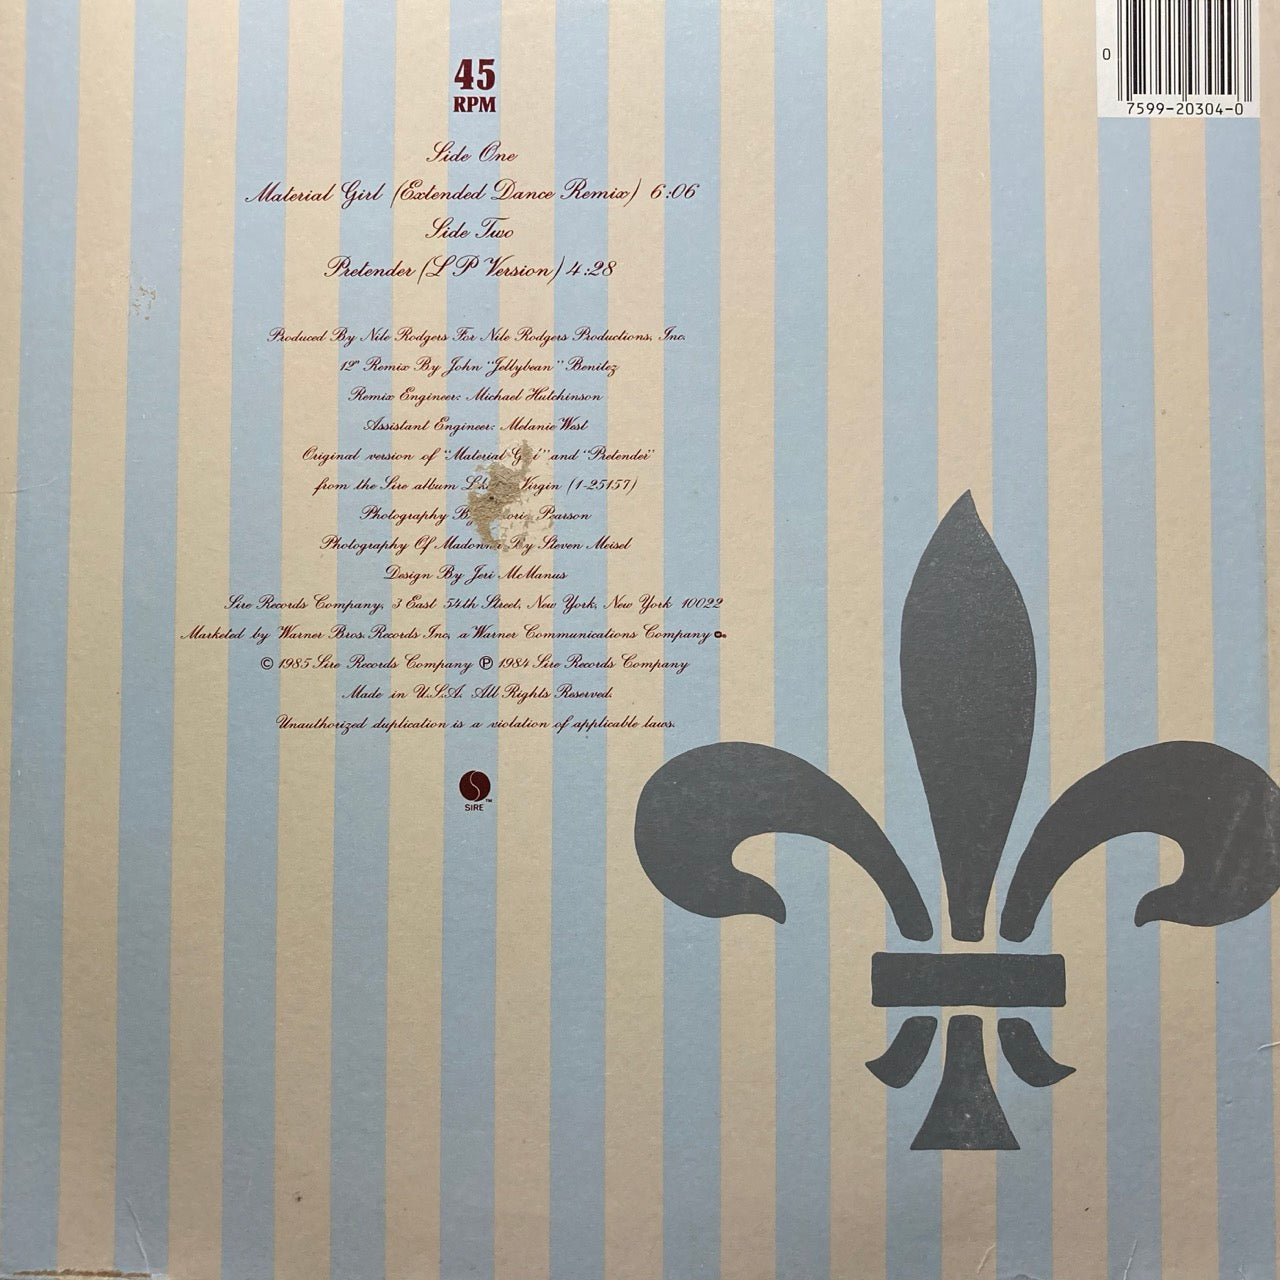 0
7599-20304-0
45
RPM
Side One
Material Girl (Extended Dance Remix) 6:06
Side Two
Pretender (LP Version) 4:28
Produced By Nile Rodgers For Nile Rodgers Productions, Inc.
12" Remix By John "Jellybean" Benitez
Remix Engineer: Michael Hutchinson
Assistant Engineer: Melanie West
Original version of "Material" and "Pretender"
from the Sire album Virgin (1-25157)
Photography Pearson
Photography Of Madonna By Steven Meisel
Design By Jeri McManus
Sire Records Company, 3 East 54th Street, New York, New York 10022
Marketed by Warner Bros. Records Inc, a Warner Communications Company
© 1985 Sire Records Company ℗ 1984 Sire Records Company
Made in U.S.A. All Rights Reserved.
Unauthorized duplication is a violation of applicable laws.
SIRE™